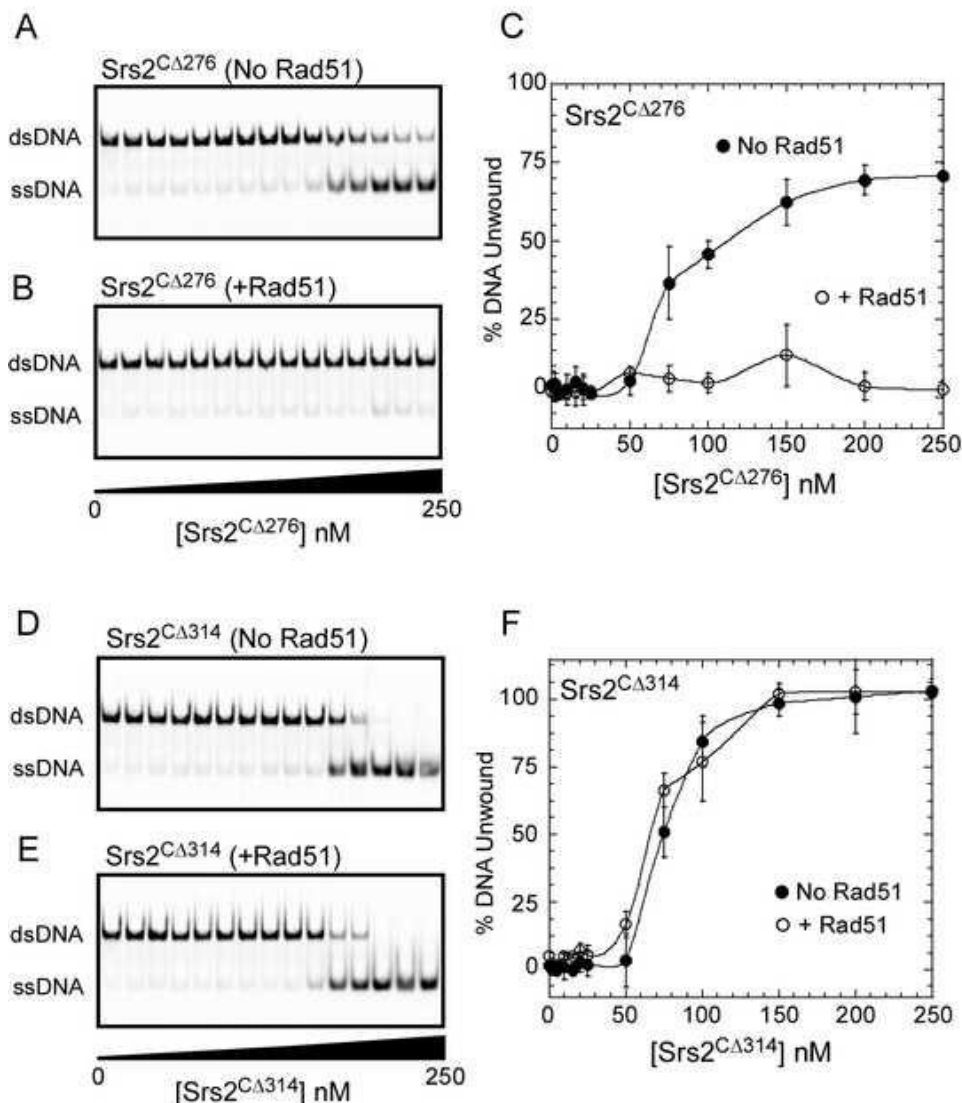 A
Srs2CΔ276 (No Rad51)
dsDNA
ssDNA
B
Srs2CΔ276 (+Rad51)
dsDNA
ssDNA
0
250
[Srs2CΔ276] nM
C
Srs2CΔ276
No Rad51
+ Rad51
% DNA Unwound
100
75
50
25
0
0 50 100 150 200 250
[Srs2CΔ276] nM
D
Srs2CΔ314 (No Rad51)
dsDNA
ssDNA
E
Srs2CΔ314 (+Rad51)
dsDNA
ssDNA
0
250
[Srs2CΔ314] nM
F
Srs2CΔ314
No Rad51
+ Rad51
% DNA Unwound
100
75
50
25
0
0 50 100 150 200 250
[Srs2CΔ314] nM